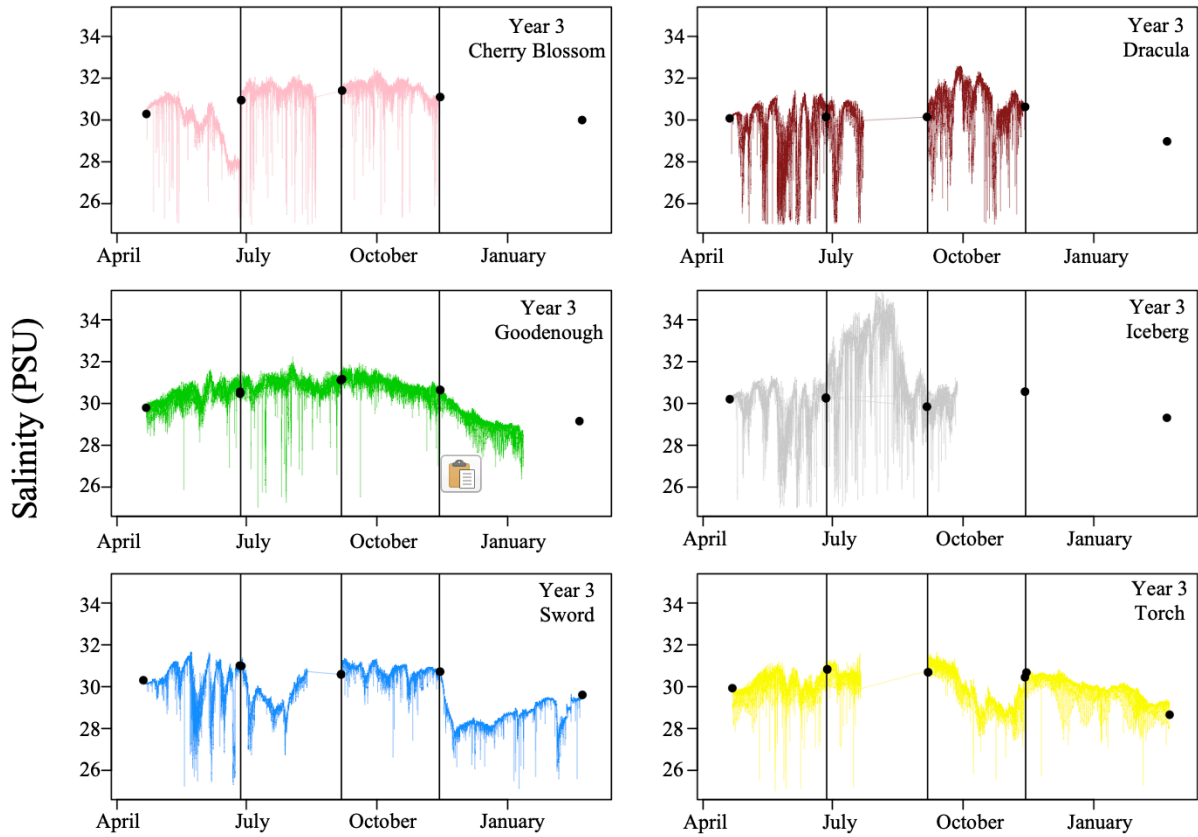 Salinity (PSU)
Year 3
Cherry Blossom
34
32
30
28
26
April
July
October
January
Year 3
Dracula
34
32
30
28
26
April
July
October
January
Year 3
Goodenough
34
32
30
28
26
April
July
October
January
Year 3
Iceberg
34
32
30
28
26
April
July
October
January
Year 3
Sword
34
32
30
28
26
April
July
October
January
Year 3
Torch
34
32
30
28
26
April
July
October
January